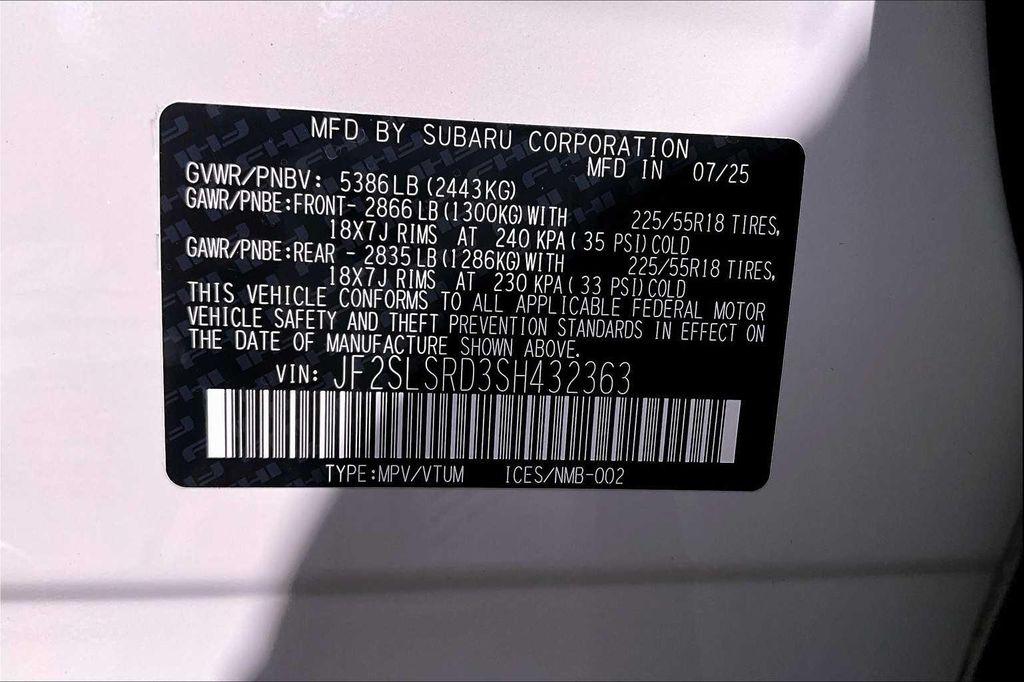 MFD BY SUBARU CORPORATION
MFD IN 07/25
GVWR/PNBV: 5386LB (2443KG)
GAWR/PNBE:FRONT- 2866 LB (1300KG) WITH 225/55R18 TIRES,
18X7J RIMS AT 240 KPA ( 35 PSI) COLD
GAWR/PNBE:REAR - 2835 LB (1286KG) WITH 225/55R18 TIRES,
18X7J RIMS AT 230 KPA ( 33 PSI) COLD
THIS VEHICLE CONFORMS TO ALL APPLICABLE FEDERAL MOTOR
VEHICLE SAFETY AND THEFT PREVENTION STANDARDS IN EFFECT ON
THE DATE OF MANUFACTURE SHOWN ABOVE.
VIN: JF2SLSRD3SH432363
TYPE:MPV/VTUM ICES/NMB-002